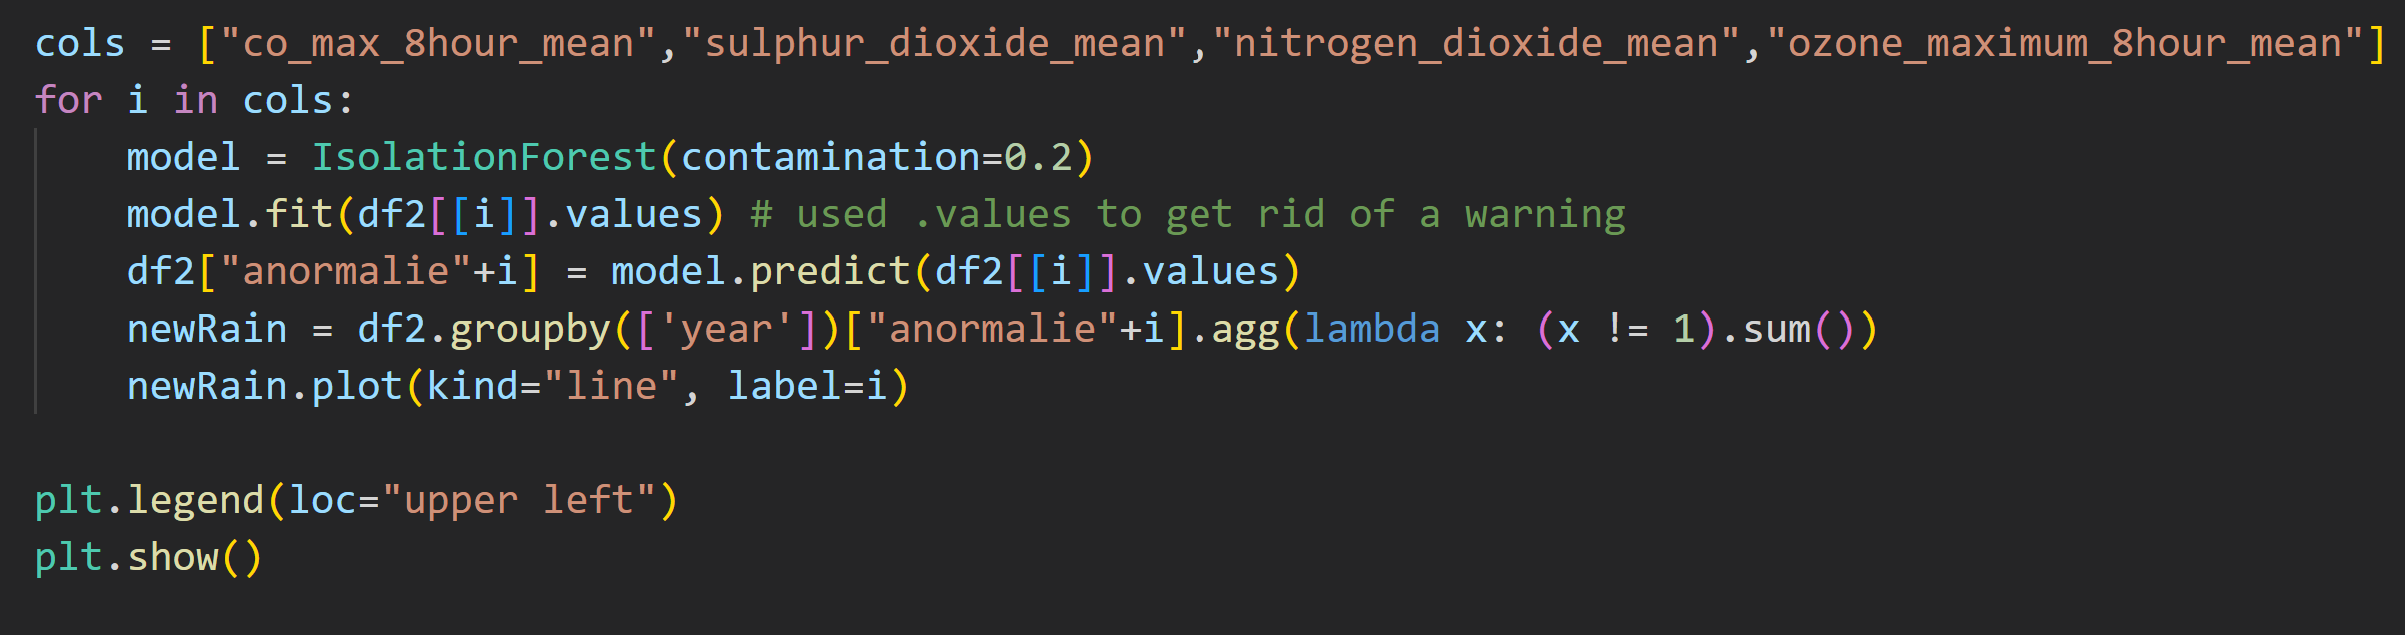 cols = ["co_max_8hour_mean","sulphur_dioxide_mean","nitrogen_dioxide_mean","ozone_maximum_8hour_mean"]
for i in cols:
    model = IsolationForest(contamination=0.2)
    model.fit(df2[[i]].values) # used .values to get rid of a warning
    df2["anormalie"+i] = model.predict(df2[[i]].values)
    newRain = df2.groupby(['year'])["anormalie"+i].agg(lambda x: (x != 1).sum())
    newRain.plot(kind="line", label=i)

plt.legend(loc="upper left")
plt.show()